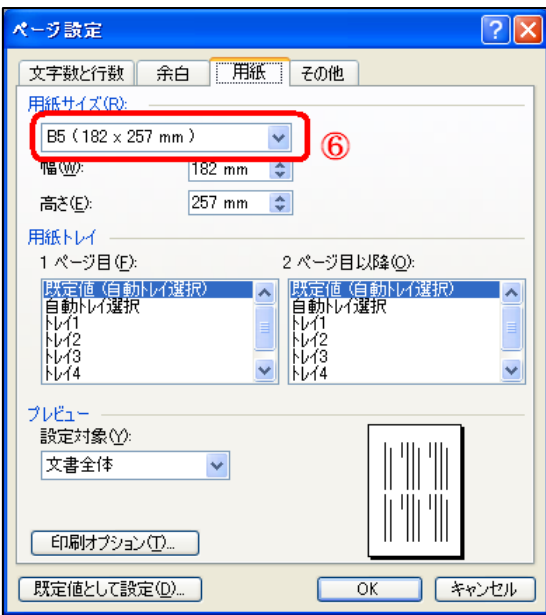 ページ設定
文字数と行数 余白 用紙 その他
用紙サイズ(R):
B5 ( 182 x 257 mm )
⑥
幅(W): 182 mm
高さ(E): 257 mm
用紙トレイ
1 ページ目(F): 2 ページ目以降(O):
既定値 (自動トレイ選択) 既定値 (自動トレイ選択)
自動トレイ選択 自動トレイ選択
トレイ1 トレイ1
トレイ2 トレイ2
トレイ3 トレイ3
トレイ4 トレイ4
プレビュー
設定対象(Y):
文書全体
印刷オプション(T)...
既定値として設定(D)... OK キャンセル